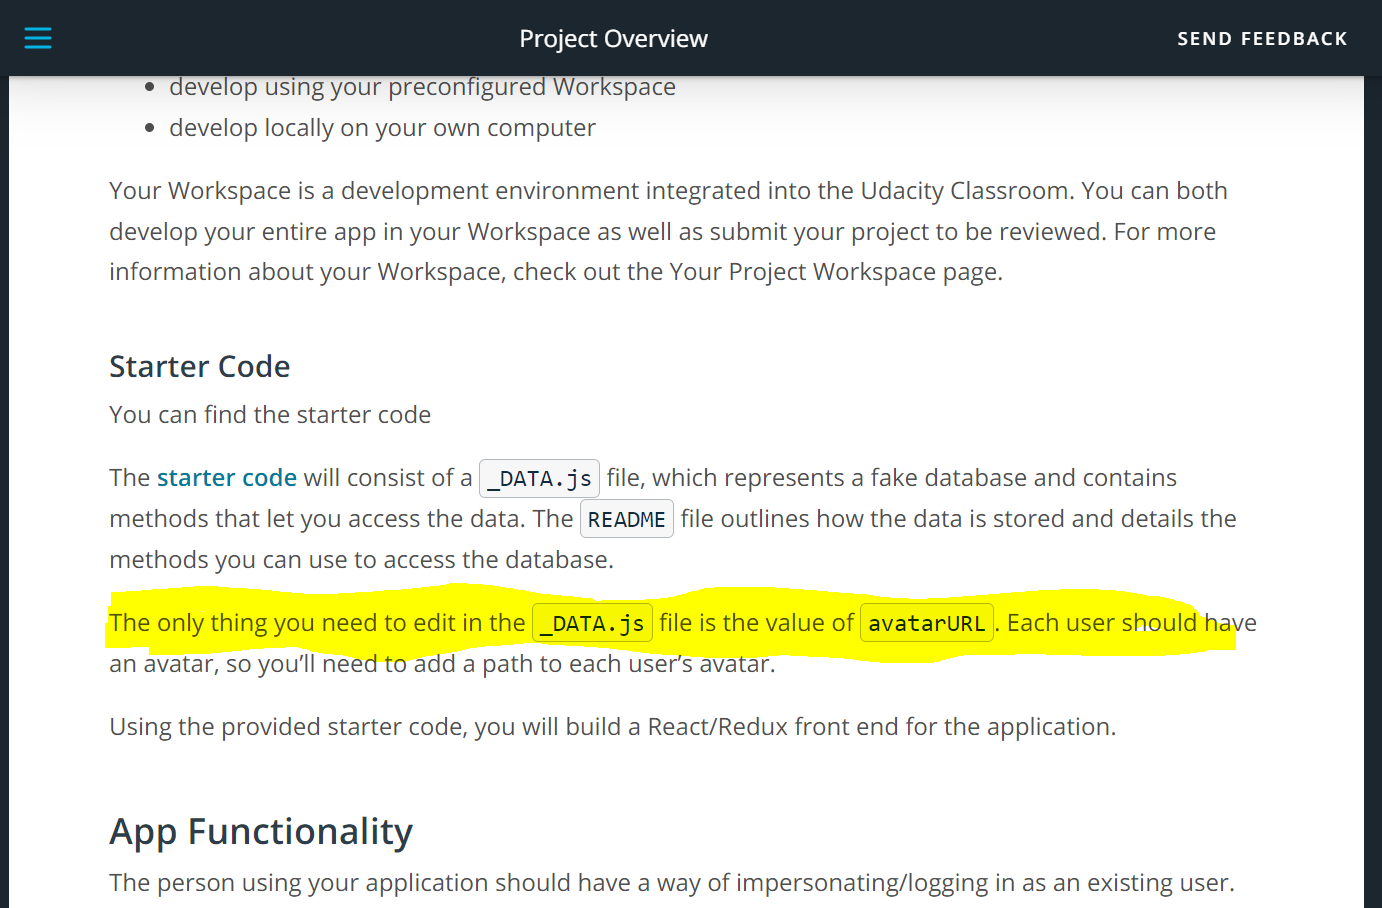 Project Overview
SEND FEEDBACK
develop using your preconfigured Workspace
develop locally on your own computer
Your Workspace is a development environment integrated into the Udacity Classroom. You can both
develop your entire app in your Workspace as well as submit your project to be reviewed. For more
information about your Workspace, check out the Your Project Workspace page.
Starter Code
You can find the starter code
The starter code will consist of a _DATA.js file, which represents a fake database and contains
methods that let you access the data. The README file outlines how the data is stored and details the
methods you can use to access the database.
The only thing you need to edit in the _DATA.js file is the value of avatarURL. Each user should have
an avatar, so you’ll need to add a path to each user’s avatar.
Using the provided starter code, you will build a React/Redux front end for the application.
App Functionality
The person using your application should have a way of impersonating/logging in as an existing user.